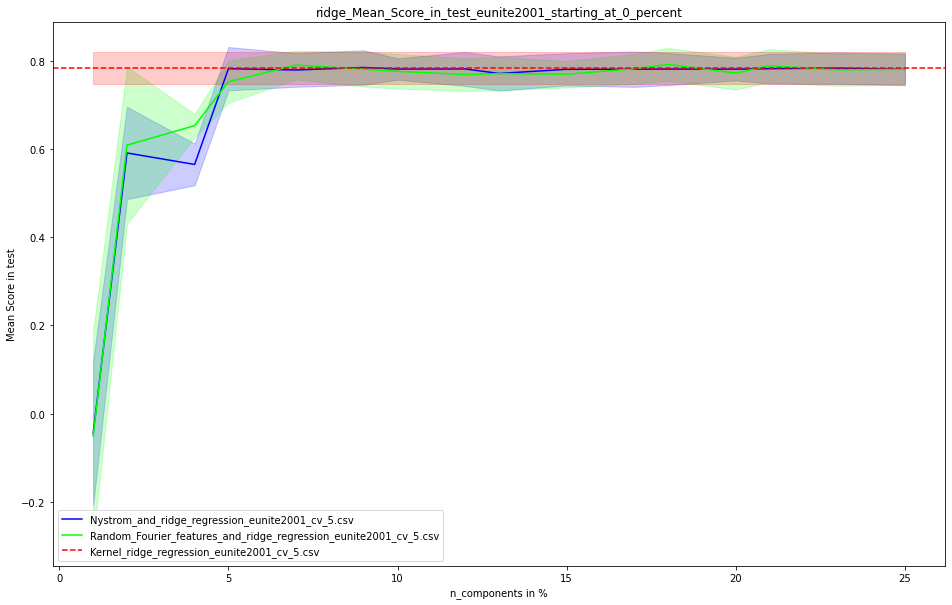 ridge_Mean_Score_in_test_eunite2001_starting_at_0_percent
Mean Score in test
0.8
0.6
0.4
0.2
0.0
−0.2
Nystrom_and_ridge_regression_eunite2001_cv_5.csv
Random_Fourier_features_and_ridge_regression_eunite2001_cv_5.csv
Kernel_ridge_regression_eunite2001_cv_5.csv
0 5 10 15 20 25
n_components in %